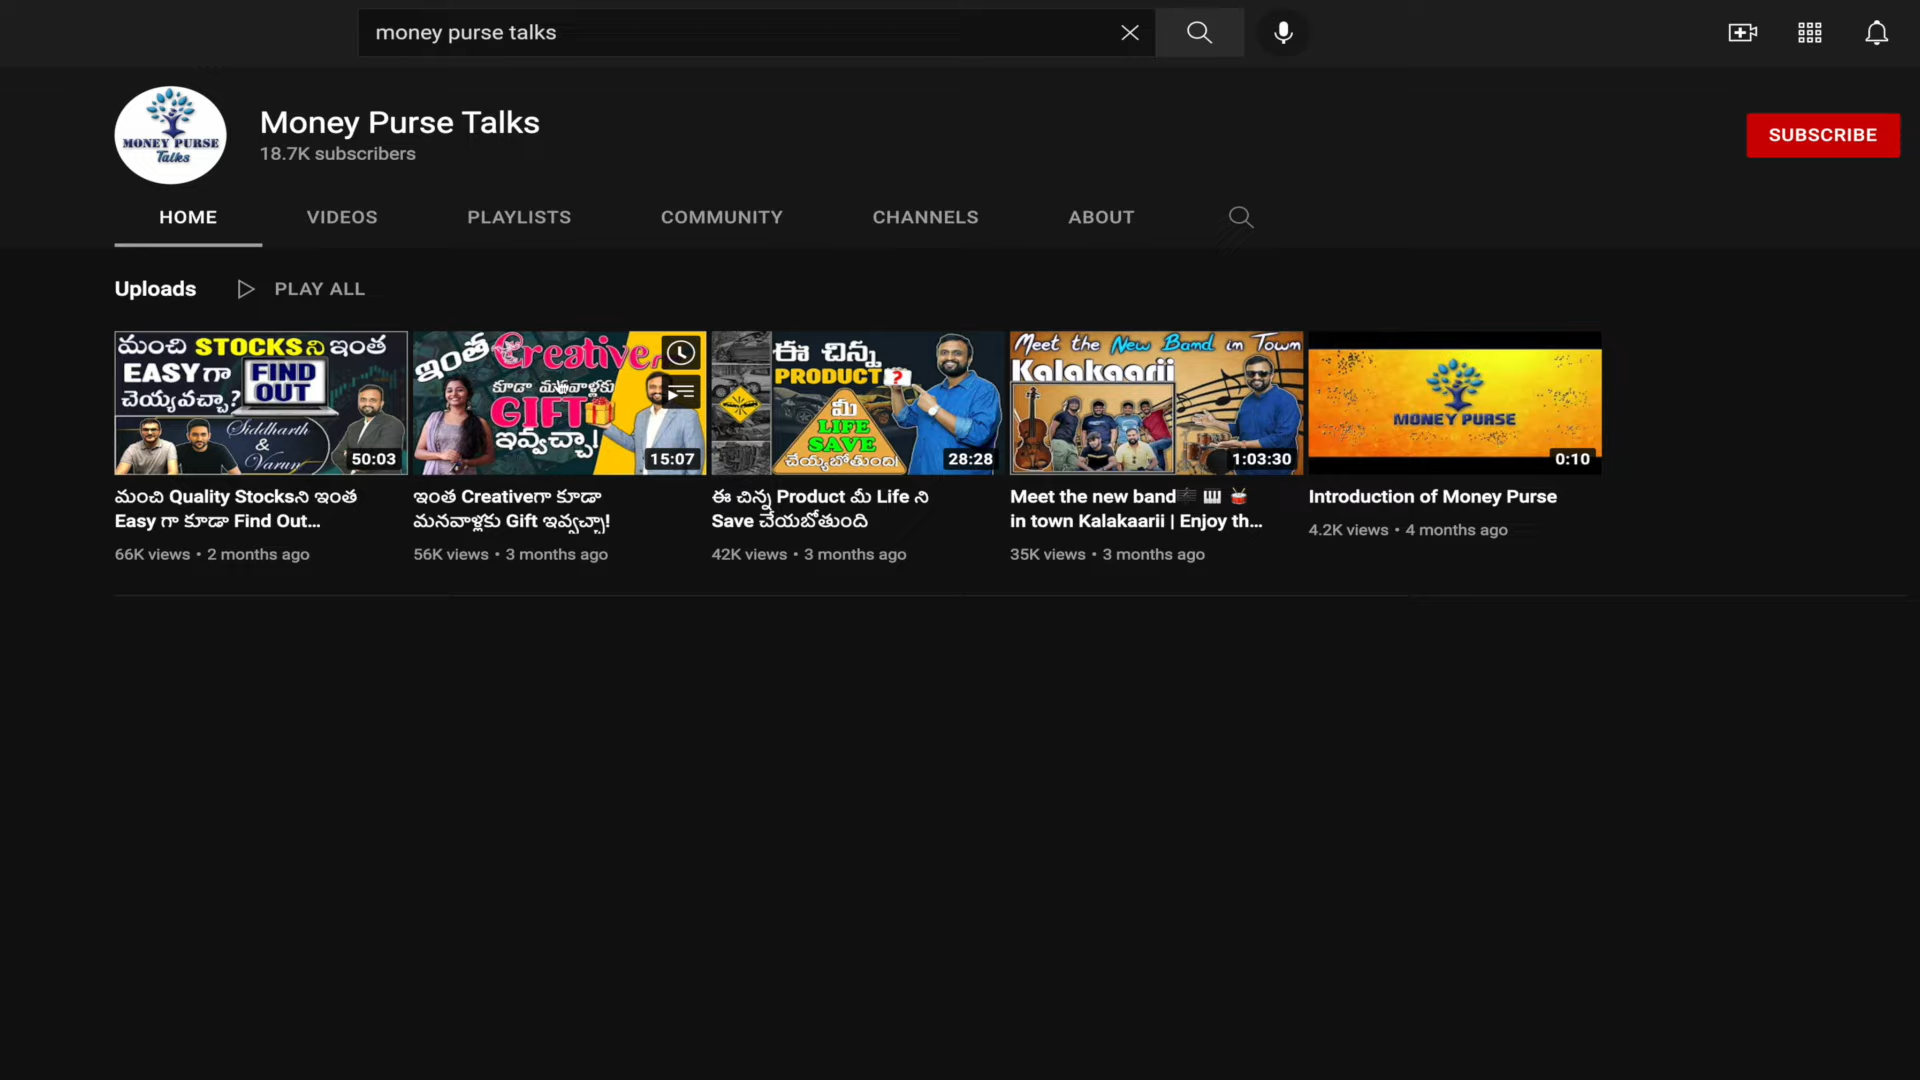 money purse talks
MONEY PURSE
Talks
Money Purse Talks
18.7K subscribers
SUBSCRIBE
HOME VIDEOS PLAYLISTS COMMUNITY CHANNELS ABOUT
Uploads PLAY ALL
మంచి STOCKS ని ఇంత
EASY గా
చెయ్యవచ్చా?
FIND
OUT
Siddharth
&
Varun
50:03
ఇంత Creative
కూడా మనవాళ్లకు
GIFT
ఇవ్వచ్చా!
15:07
ఈ చిన్న
PRODUCT ?
మీ
LIFE
SAVE
చేయ్యబోతుంది!
28:28
Meet the New Band in Town
Kalakaarii
1:03:30
MONEY PURSE
0:10
మంచి Quality Stocksని ఇంత
Easy గా కూడా Find Out...
66K views • 2 months ago
ఇంత Creativeగా కూడా
మనవాళ్లకు Gift ఇవ్వచ్చా!
56K views • 3 months ago
ఈ చిన్న Product మీ Life ని
Save చేయబోతుంది
42K views • 3 months ago
Meet the new band🎼 🎹 🥁
in town Kalakaarii | Enjoy th...
35K views • 3 months ago
Introduction of Money Purse
4.2K views • 4 months ago